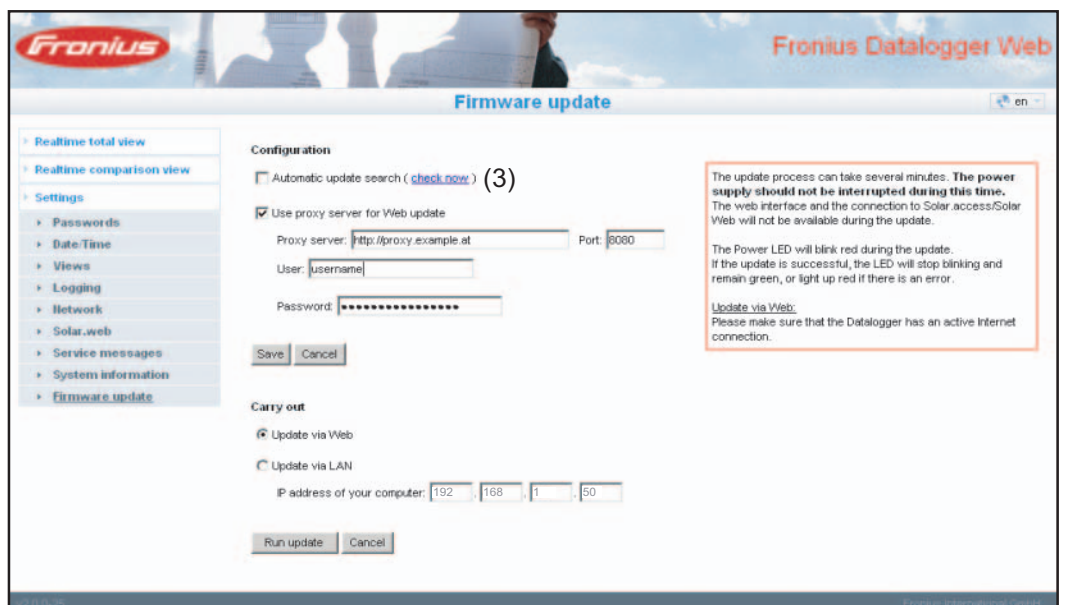 Fronius
Fronius Datalogger Web
Firmware update
en
Realtime total view
Realtime comparison view
Settings
Passwords
Date/Time
Views
Logging
Network
Solar.web
Service messages
System information
Firmware update
Configuration
Automatic update search ( check now ) (3)
Use proxy server for Web update
Proxy server: http://proxy.example.at Port: 8080
User: username
Password: ••••••••••••••••
Save Cancel
Carry out
Update via Web
Update via LAN
IP address of your computer: 192 . 168 . 1 . 50
Run update Cancel
The update process can take several minutes. The power
supply should not be interrupted during this time.
The web interface and the connection to Solar.access/Solar
Web will not be available during the update.
The Power LED will blink red during the update.
If the update is successful, the LED will stop blinking and
remain green, or light up red if there is an error.
Update via Web:
Please make sure that the Datalogger has an active Internet
connection.
Fronius International GmbH